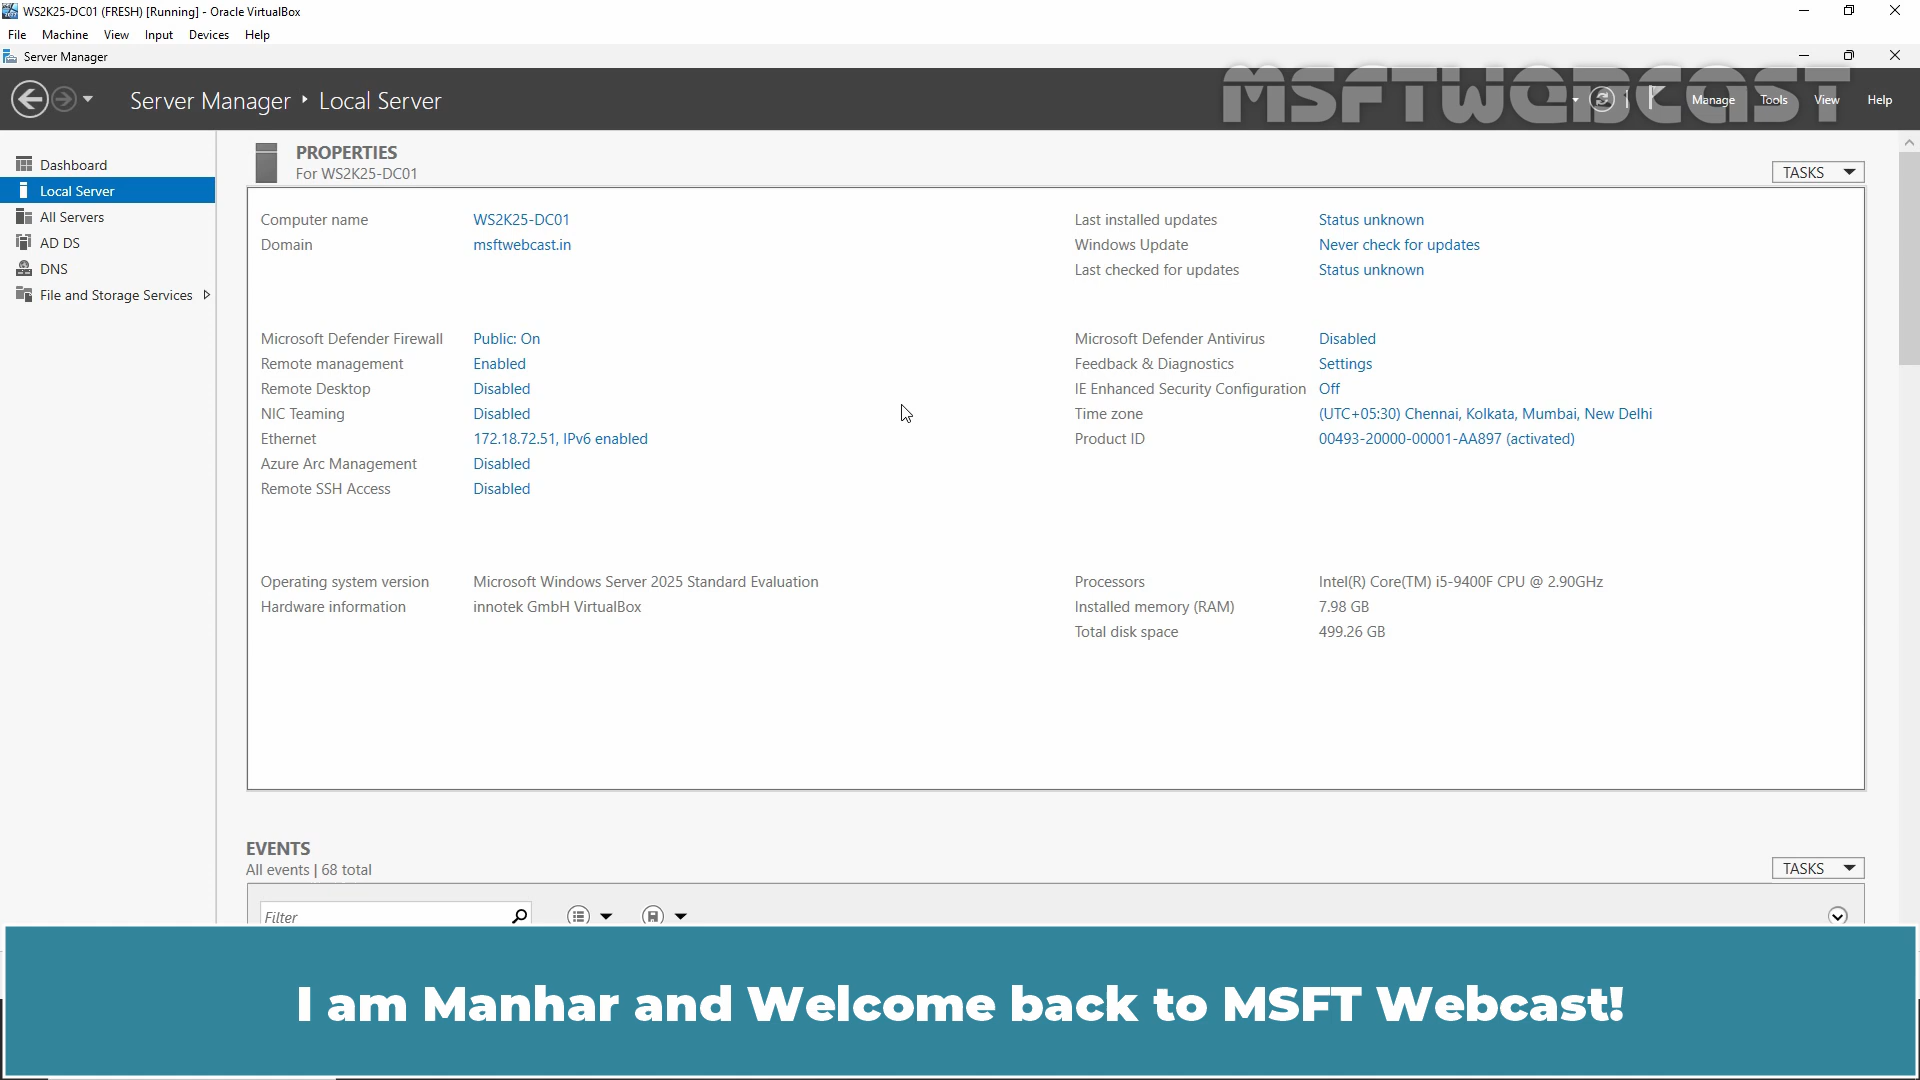 WS2K25-DC01 (FRESH) [Running] - Oracle VirtualBox
File Machine View Input Devices Help
Server Manager
Server Manager ‣ Local Server
MSFTWEBCAST
Manage Tools View Help
Dashboard
Local Server
All Servers
AD DS
DNS
File and Storage Services
PROPERTIES
For WS2K25-DC01
TASKS
Computer name WS2K25-DC01
Domain msftwebcast.in
Last installed updates Status unknown
Windows Update Never check for updates
Last checked for updates Status unknown
Microsoft Defender Firewall Public: On
Remote management Enabled
Remote Desktop Disabled
NIC Teaming Disabled
Ethernet 172.18.72.51, IPv6 enabled
Azure Arc Management Disabled
Remote SSH Access Disabled
Microsoft Defender Antivirus Disabled
Feedback & Diagnostics Settings
IE Enhanced Security Configuration Off
Time zone (UTC+05:30) Chennai, Kolkata, Mumbai, New Delhi
Product ID 00493-20000-00001-AA897 (activated)
Operating system version Microsoft Windows Server 2025 Standard Evaluation
Hardware information innotek GmbH VirtualBox
Processors Intel(R) Core(TM) i5-9400F CPU @ 2.90GHz
Installed memory (RAM) 7.98 GB
Total disk space 499.26 GB
EVENTS
All events | 68 total
TASKS
Filter
I am Manhar and Welcome back to MSFT Webcast!